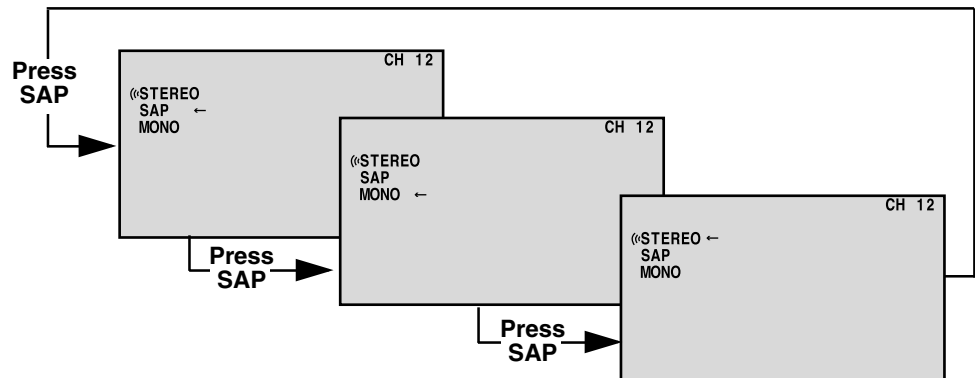 Press
SAP
CH 12
((STEREO
SAP ←
MONO
Press
SAP
CH 12
((STEREO
SAP
MONO ←
Press
SAP
CH 12
((STEREO ←
SAP
MONO